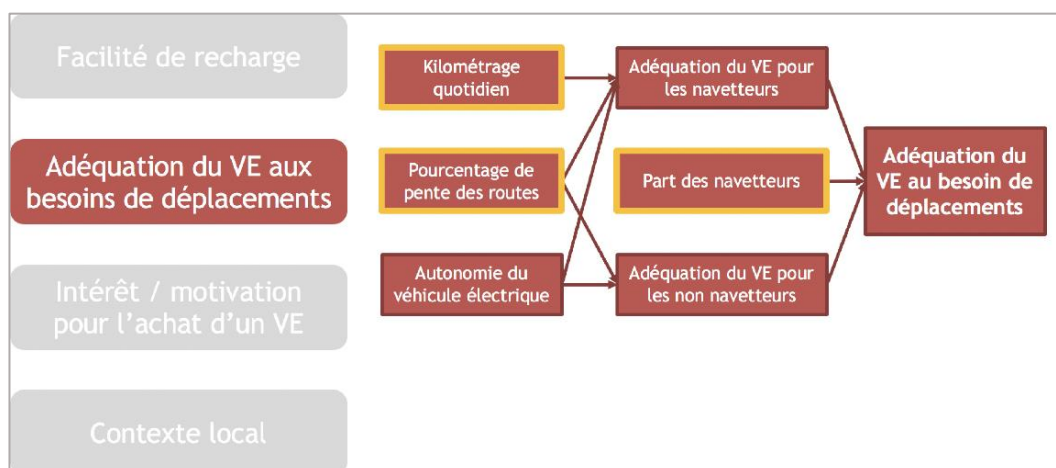 Facilité de recharge
Adéquation du VE aux
besoins de déplacements
Intérêt / motivation
pour l'achat d'un VE
Contexte local
Kilométrage
quotidien
Pourcentage de
pente des routes
Autonomie du
véhicule électrique
Adéquation du VE pour
les navetteurs
Part des navetteurs
Adéquation du VE pour
les non navetteurs
Adéquation du
VE au besoin de
déplacements